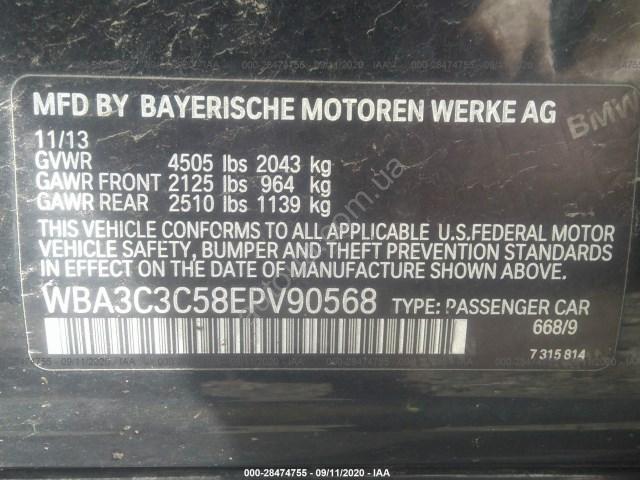 MFD BY BAYERISCHE MOTOREN WERKE AG
BMW
11/13
GVWR 4505 lbs 2043 kg
GAWR FRONT 2125 lbs 964 kg
GAWR REAR 2510 lbs 1139 kg
THIS VEHICLE CONFORMS TO ALL APPLICABLE U.S.FEDERAL MOTOR
VEHICLE SAFETY, BUMPER AND THEFT PREVENTION STANDARDS
IN EFFECT ON THE DATE OF MANUFACTURE SHOWN ABOVE.
WBA3C3C58EPV90568 TYPE: PASSENGER CAR
668/9
7 315 814
000-28474755 - 09/11/2020 - IAA